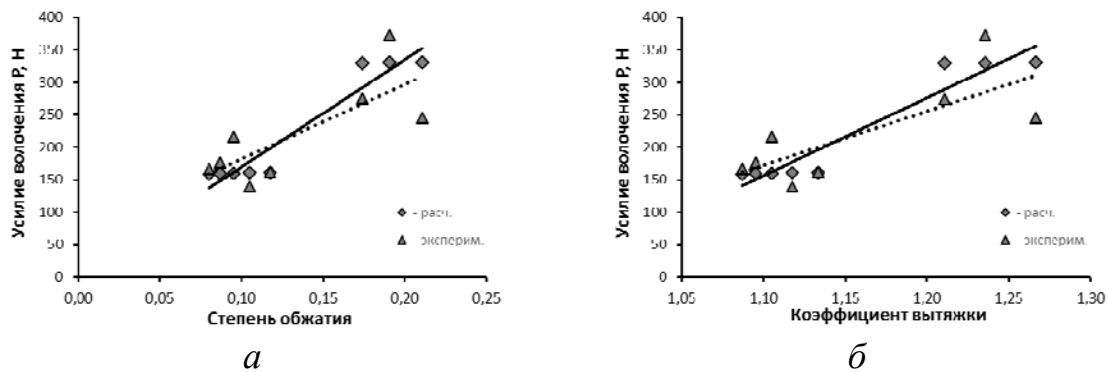 Усилие волочения P, Н
400
350
300
250
200
150
100
50
0
- расч.
эксперим.
0,00 0,05 0,10 0,15 0,20 0,25
Степень обжатия
а
Усилие волочения P, Н
400
350
300
250
200
150
100
50
0
- расч.
эксперим.
1,05 1,10 1,15 1,20 1,25 1,30
Коэффициент вытяжки
б